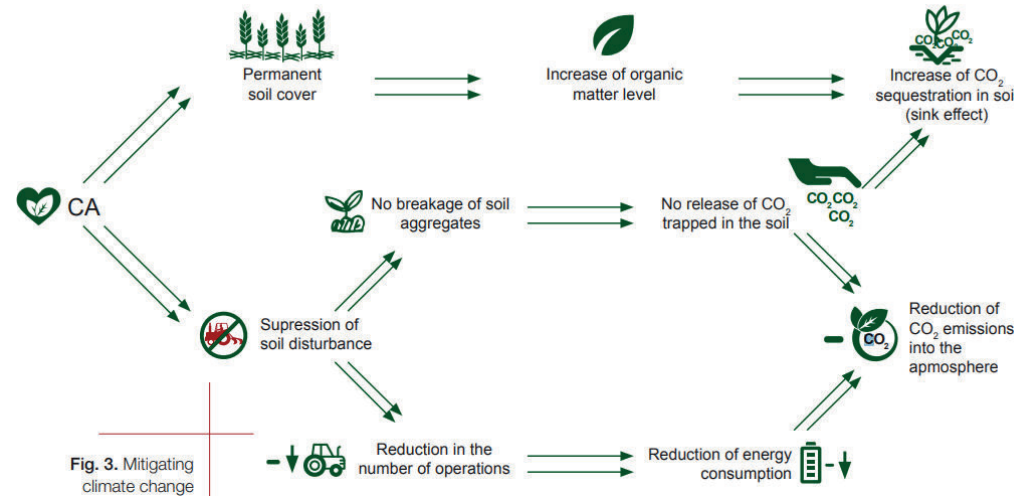 Permanent
soil cover
Increase of organic
matter level
CO₂CO₂CO₂
Increase of CO₂
sequestration in soi
(sink effect)
CA
No breakage of soil
aggregates
No release of CO₂
trapped in the soil
CO₂CO₂
CO₂
Supression of
soil disturbance
CO₂
Reduction of
CO₂ emissions
into the
apmosphere
Reduction in the
number of operations
Reduction of energy
consumption
Fig. 3. Mitigating
climate change